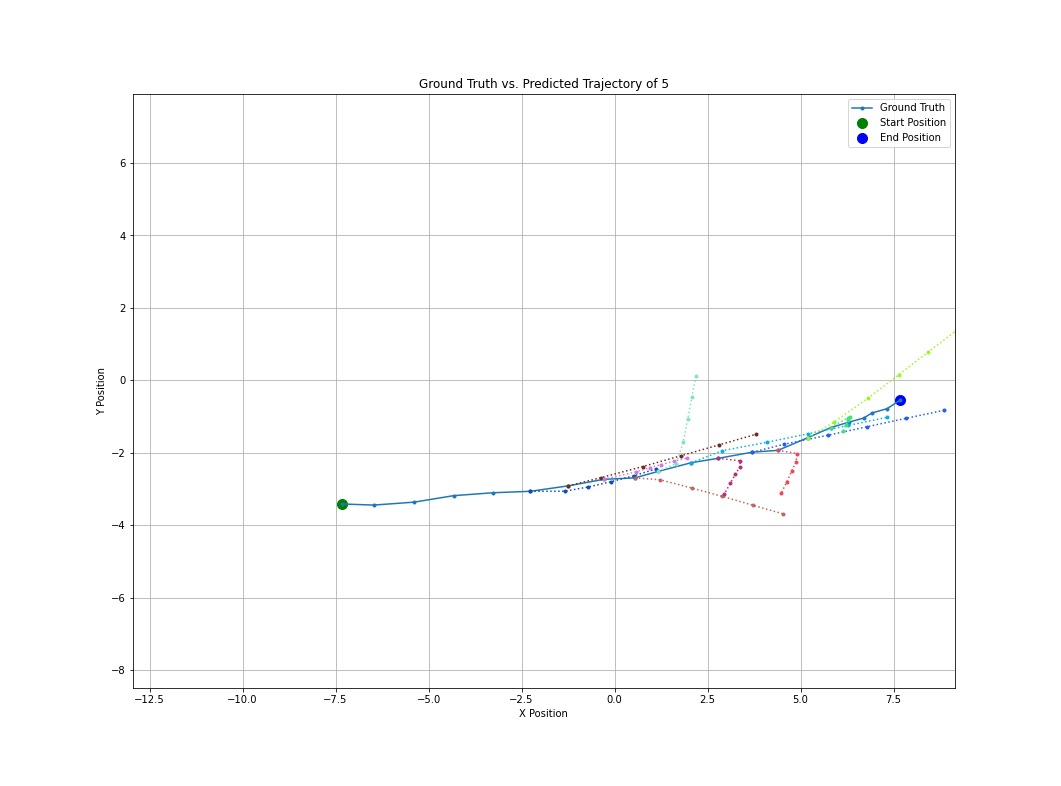 Ground Truth vs. Predicted Trajectory of 5
Ground Truth
Start Position
End Position
6
4
2
0
−2
−4
−6
−8
Y Position
−12.5 −10.0 −7.5 −5.0 −2.5 0.0 2.5 5.0 7.5
X Position